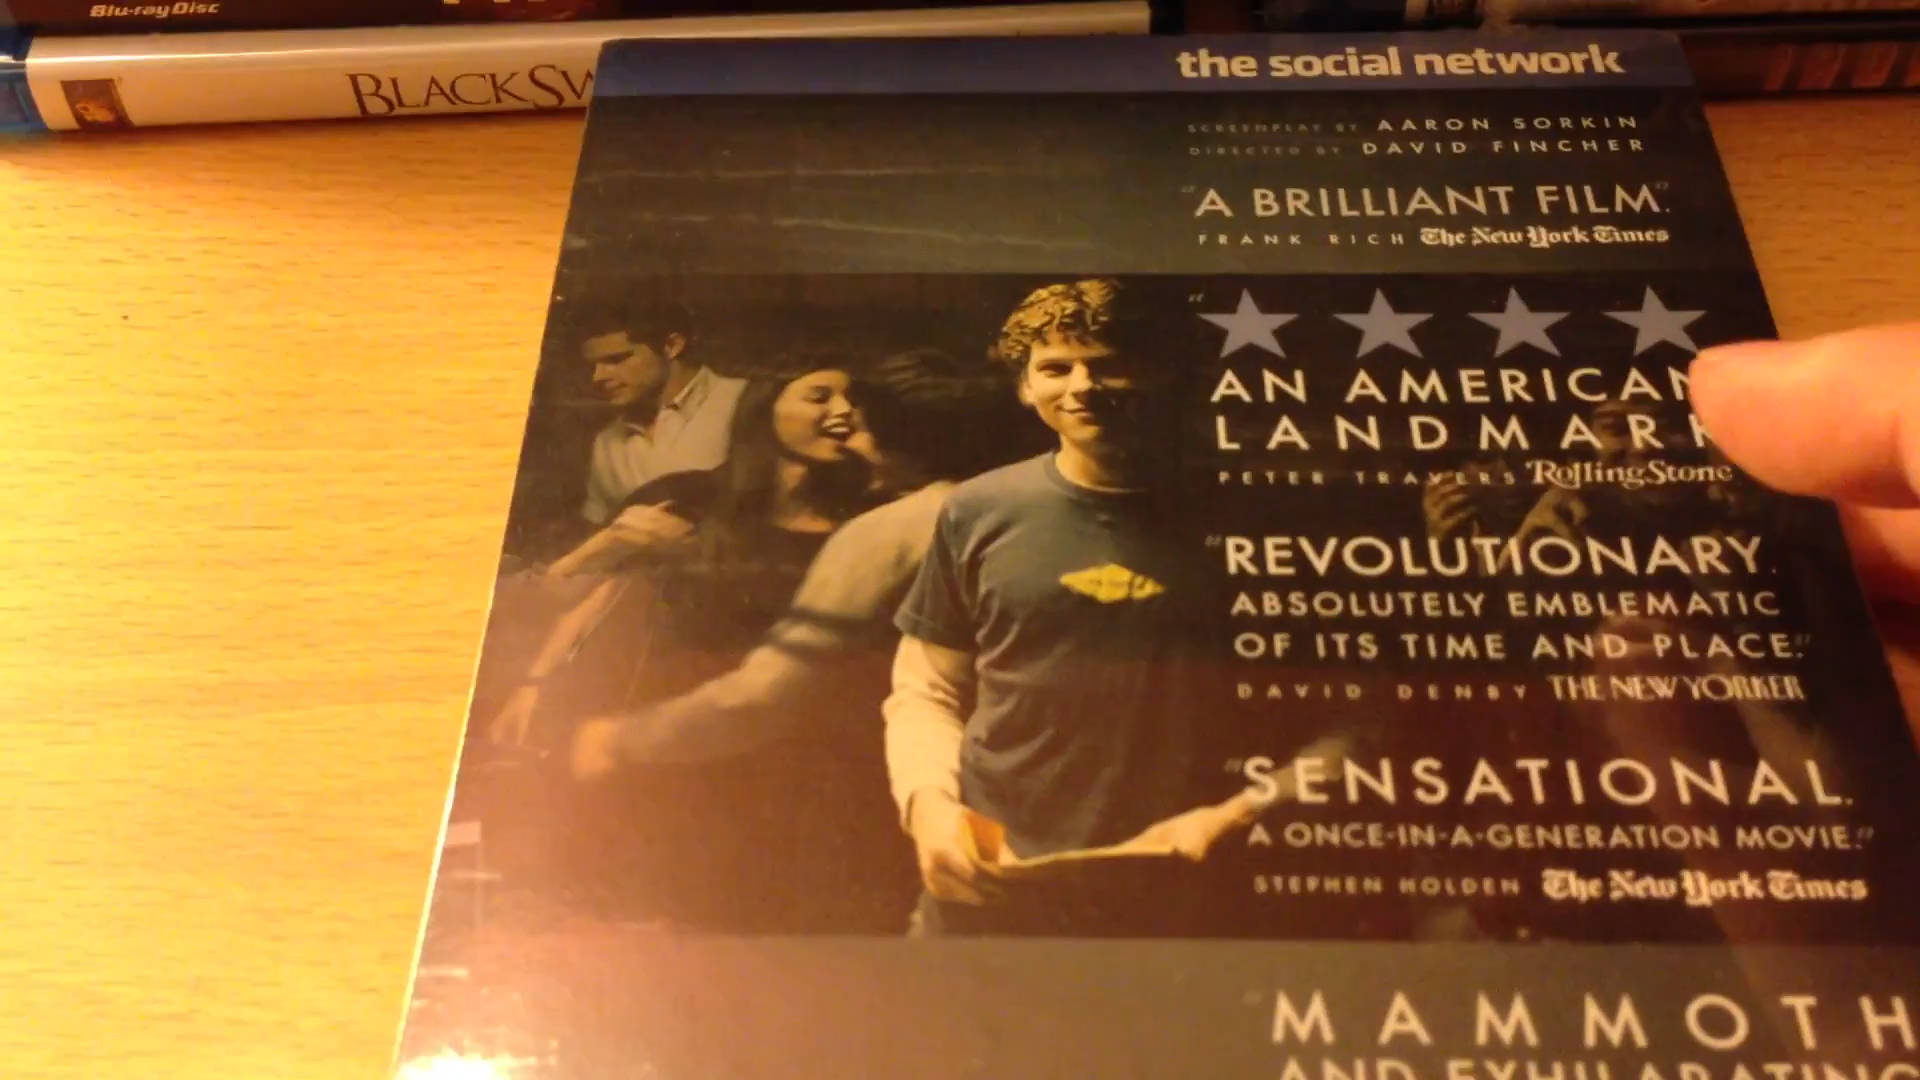 Blu-ray Disc
BLACK SW
the social network
SCREENPLAY BY AARON SORKIN
DIRECTED BY DAVID FINCHER
"A BRILLIANT FILM."
FRANK RICH The New York Times
"★★★★
AN AMERICAN
LANDMARK
PETER TRAVERS RollingStone
"REVOLUTIONARY.
ABSOLUTELY EMBLEMATIC
OF ITS TIME AND PLACE."
DAVID DENBY THE NEW YORKER
"SENSATIONAL.
A ONCE-IN-A-GENERATION MOVIE."
STEPHEN HOLDEN The New York Times
"MAMMOTH
AND EXHILARATING